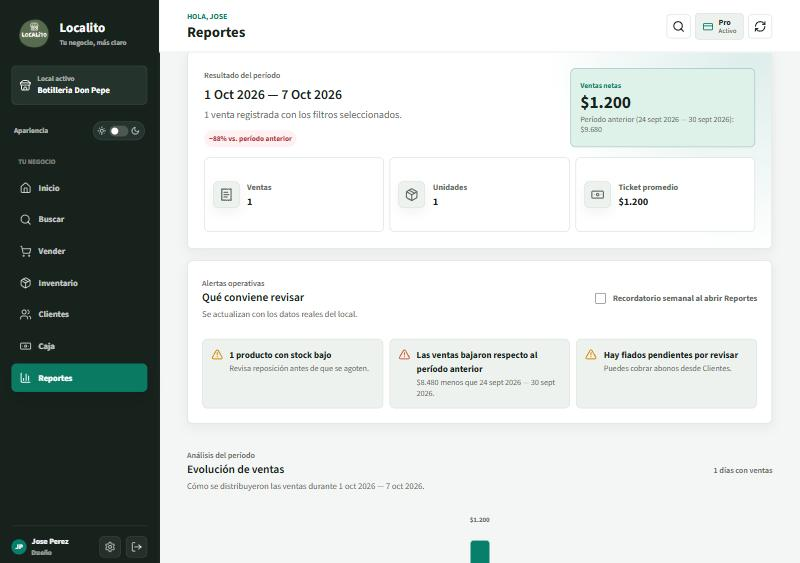 LOCALITO
Localito
Tu negocio, más claro
Local activo
Botilleria Don Pepe
Apariencia
TU NEGOCIO
Inicio
Buscar
Vender
Inventario
Clientes
Caja
Reportes
JP
Jose Perez
Dueño
HOLA, JOSE
Reportes
Pro
Activo
Resultado del período
1 Oct 2026 — 7 Oct 2026
1 venta registrada con los filtros seleccionados.
−88% vs. período anterior
Ventas netas
$1.200
Período anterior (24 sept 2026 — 30 sept 2026):
$9.680
Ventas
1
Unidades
1
Ticket promedio
$1.200
Alertas operativas
Qué conviene revisar
Se actualizan con los datos reales del local.
Recordatorio semanal al abrir Reportes
1 producto con stock bajo
Revisa reposición antes de que se agoten.
Las ventas bajaron respecto al
período anterior
$8.480 menos que 24 sept 2026 — 30 sept
2026.
Hay fiados pendientes por revisar
Puedes cobrar abonos desde Clientes.
Análisis del período
Evolución de ventas
Cómo se distribuyeron las ventas durante 1 oct 2026 — 7 oct 2026.
1 días con ventas
$1.200